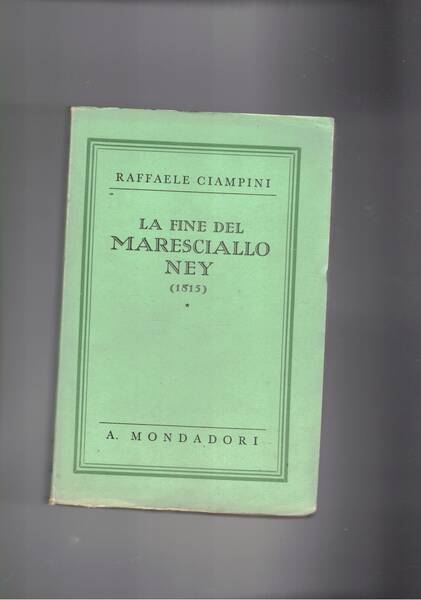 RAFFAELE CIAMPINI
LA FINE DEL
MARESCIALLO
NEY
(1815)
*
A. MONDADORI